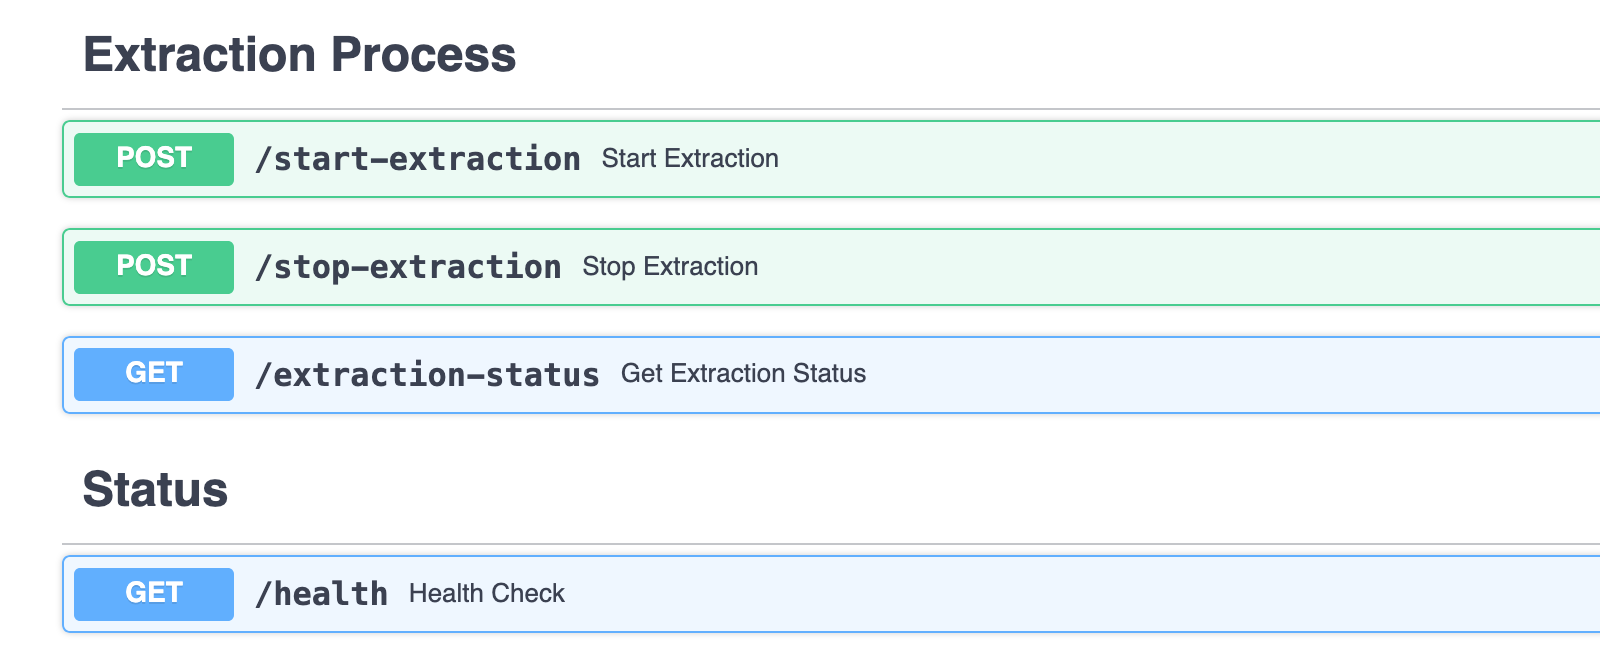 Extraction Process
POST /start-extraction Start Extraction
POST /stop-extraction Stop Extraction
GET /extraction-status Get Extraction Status
Status
GET /health Health Check